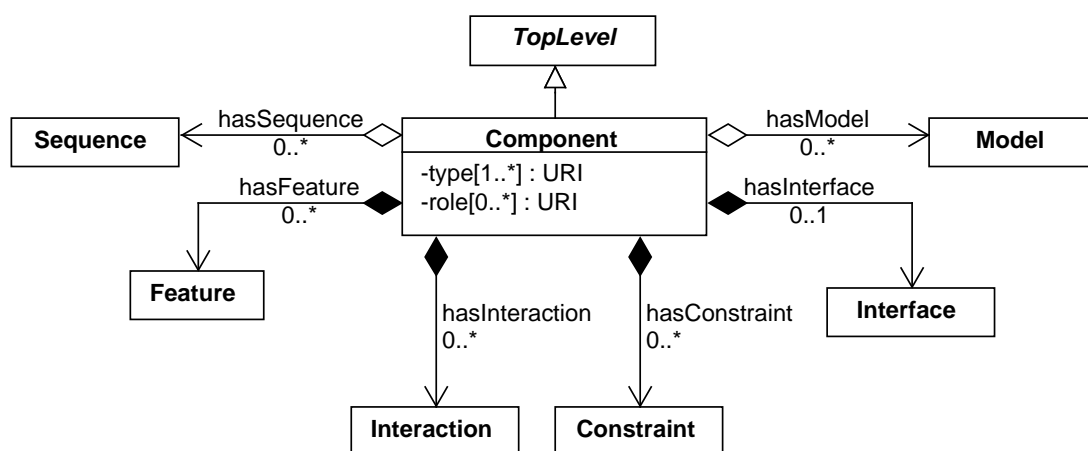 TopLevel
hasSequence
0..*
Sequence
Component
-type[1..*] : URI
-role[0..*] : URI
hasModel
0..*
Model
hasFeature
0..*
Feature
hasInterface
0..1
Interface
hasInteraction
0..*
Interaction
hasConstraint
0..*
Constraint